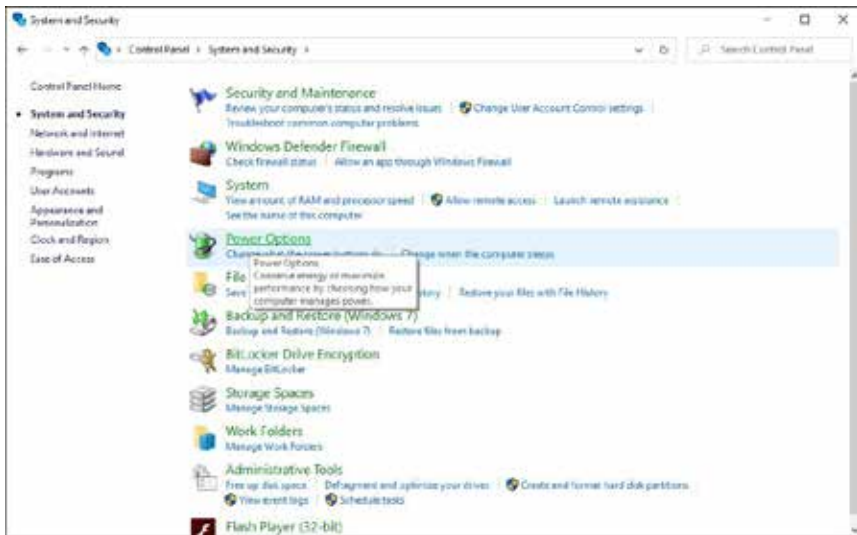 System and Security
Control Panel > System and Security >
Search Control Panel
Control Panel Home
System and Security
Network and Internet
Hardware and Sound
Programs
User Accounts
Appearance and
Personalization
Clock and Region
Ease of Access
Security and Maintenance
Review your computer's status and resolve issues | Change User Account Control settings
Troubleshoot common computer problems
Windows Defender Firewall
Check firewall status | Allow an app through Windows Firewall
System
View amount of RAM and processor speed | Allow remote access | Launch remote assistance
See the name of this computer
Power Options
Change what the power buttons do | Change when the computer sleeps
Power Options
Conserve energy or maximize
performance by choosing how your
computer manages power.
File
Save
Restore your files with File History
Backup and Restore (Windows 7)
Backup and Restore (Windows 7) | Restore files from backup
BitLocker Drive Encryption
Manage BitLocker
Storage Spaces
Manage Storage Spaces
Work Folders
Manage Work Folders
Administrative Tools
Free up disk space | Defragment and optimize your drives | Create and format hard disk partitions
View event logs | Schedule tasks
Flash Player (32-bit)